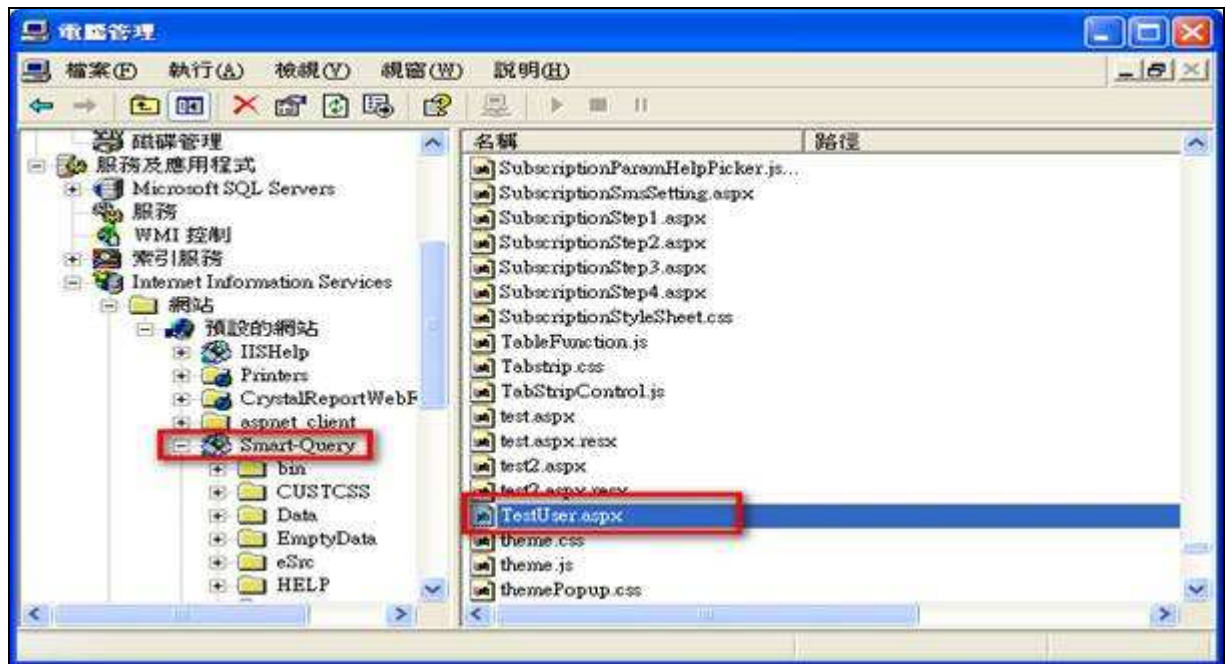 電腦管理
檔案(F) 執行(A) 檢視(V) 視窗(W) 說明(H)
磁碟管理
服務及應用程式
Microsoft SQL Servers
服務
WMI 控制
索引服務
Internet Information Services
網站
預設的網站
IISHelp
Printers
CrystalReportWebF
aspnet_client
Smart-Query
bin
CUSTCSS
Data
EmptyData
eSrc
HELP
名稱 路徑
SubscriptionParamHelpPicker.js...
SubscriptionSmsSetting.aspx
SubscriptionStep1.aspx
SubscriptionStep2.aspx
SubscriptionStep3.aspx
SubscriptionStep4.aspx
SubscriptionStyleSheet.css
TableFunction.js
Tabstrip.css
TabStripControl.js
test.aspx
test.aspx.resx
test2.aspx
test2.aspx.resx
TestUser.aspx
theme.css
theme.js
themePopup.css